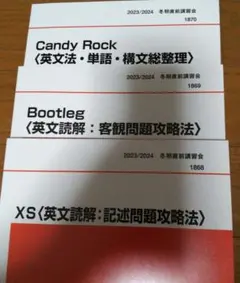 2023/2024 冬期直前講習会
1870
Candy Rock
〈英文法・単語・構文総整理〉
2023/2024 冬期直前講習会
1869
Bootleg
〈英文読解：客観問題攻略法〉
2023/2024 冬期直前講習会
1868
XS〈英文読解：記述問題攻略法〉